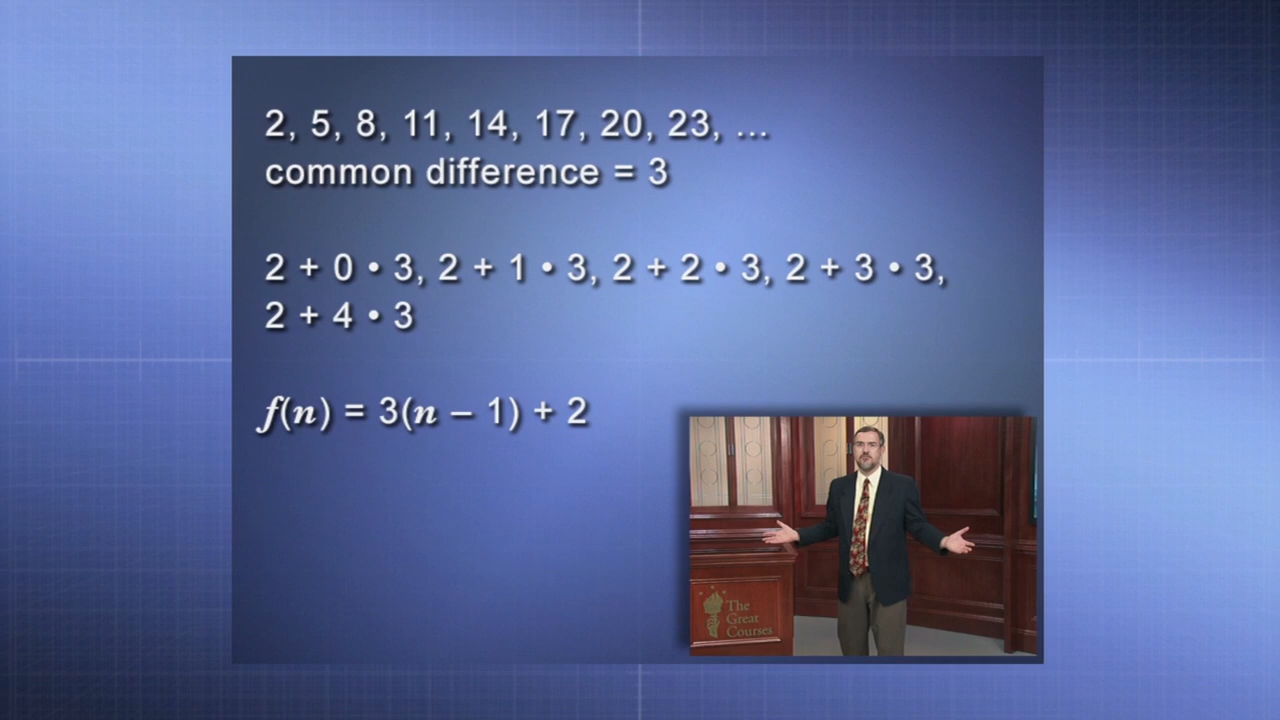 2, 5, 8, 11, 14, 17, 20, 23, ...
common difference = 3
2 + 0 • 3, 2 + 1 • 3, 2 + 2 • 3, 2 + 3 • 3,
2 + 4 • 3
f(n) = 3(n – 1) + 2
The
Great
Courses